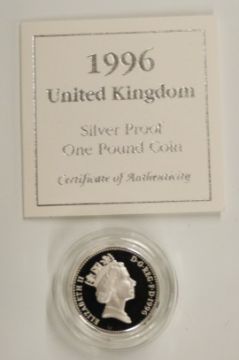 1996
United Kingdom
Silver Proof
One Pound Coin
Certificate of Authenticity
ELIZABETH II D·G·REG·F·D·1996